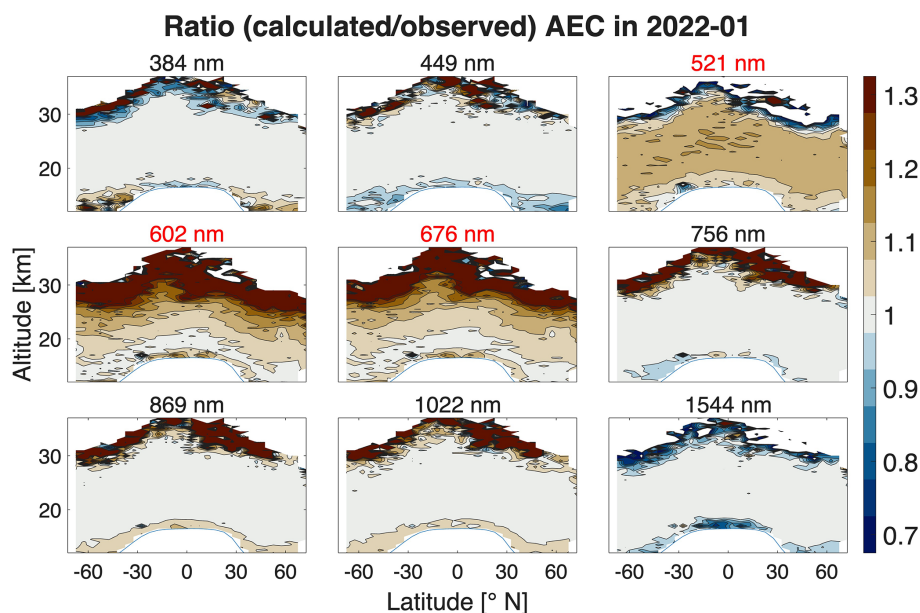 Ratio (calculated/observed) AEC in 2022-01
384 nm
449 nm
521 nm
30
20
1.3
1.2
1.1
1
0.9
0.8
0.7
602 nm
676 nm
756 nm
Altitude [km]
30
20
869 nm
1022 nm
1544 nm
30
20
-60 -30 0 30 60
-60 -30 0 30 60
-60 -30 0 30 60
Latitude [° N]